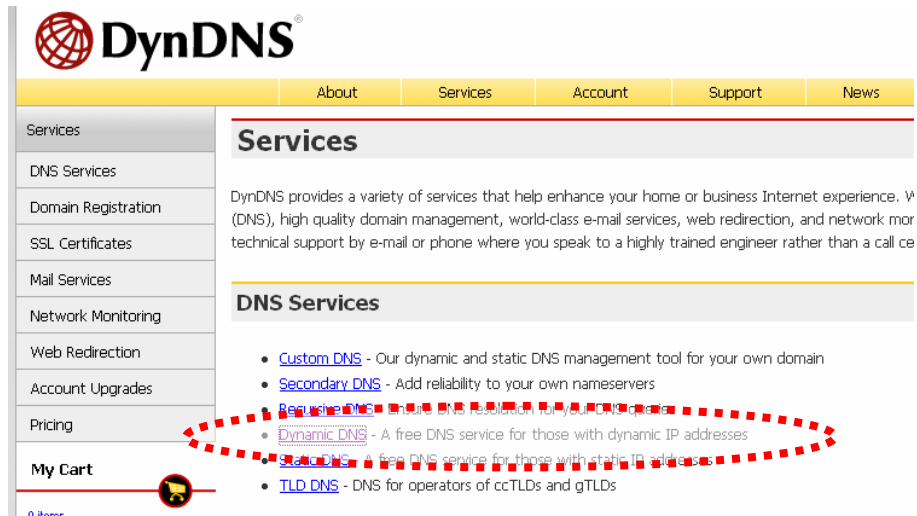 DynDNS®
About Services Account Support News
Services
DNS Services
Domain Registration
SSL Certificates
Mail Services
Network Monitoring
Web Redirection
Account Upgrades
Pricing
My Cart
0 items
Services
DynDNS provides a variety of services that help enhance your home or business Internet experience. W
(DNS), high quality domain management, world-class e-mail services, web redirection, and network mor
technical support by e-mail or phone where you speak to a highly trained engineer rather than a call ce
DNS Services
• Custom DNS - Our dynamic and static DNS management tool for your own domain
• Secondary DNS - Add reliability to your own nameservers
• Recursive DNS - Ensure DNS resolution for your DNS queries
• Dynamic DNS - A free DNS service for those with dynamic IP addresses
• Static DNS - A free DNS service for those with static IP addresses
• TLD DNS - DNS for operators of ccTLDs and gTLDs